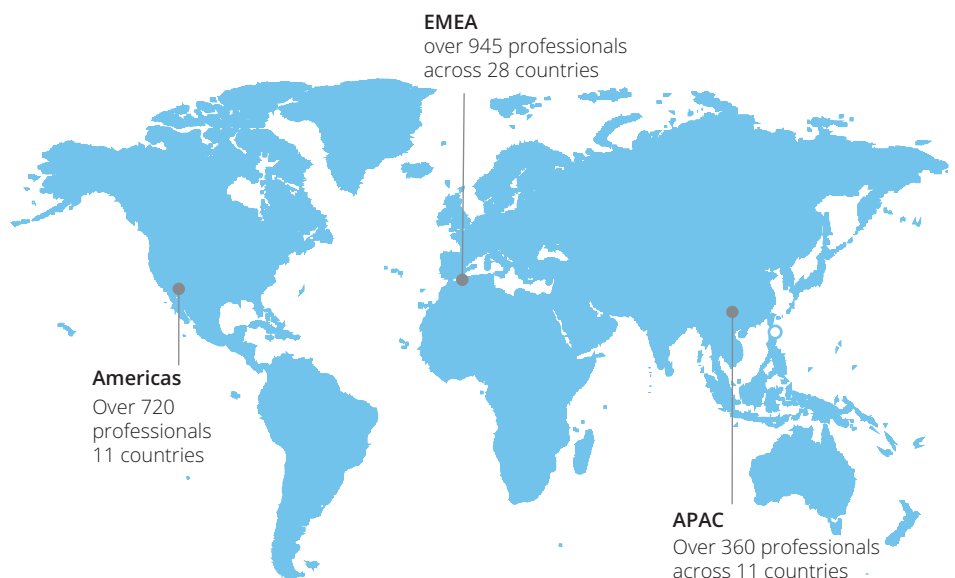 EMEA
over 945 professionals
across 28 countries
Americas
Over 720
professionals
11 countries
APAC
Over 360 professionals
across 11 countries